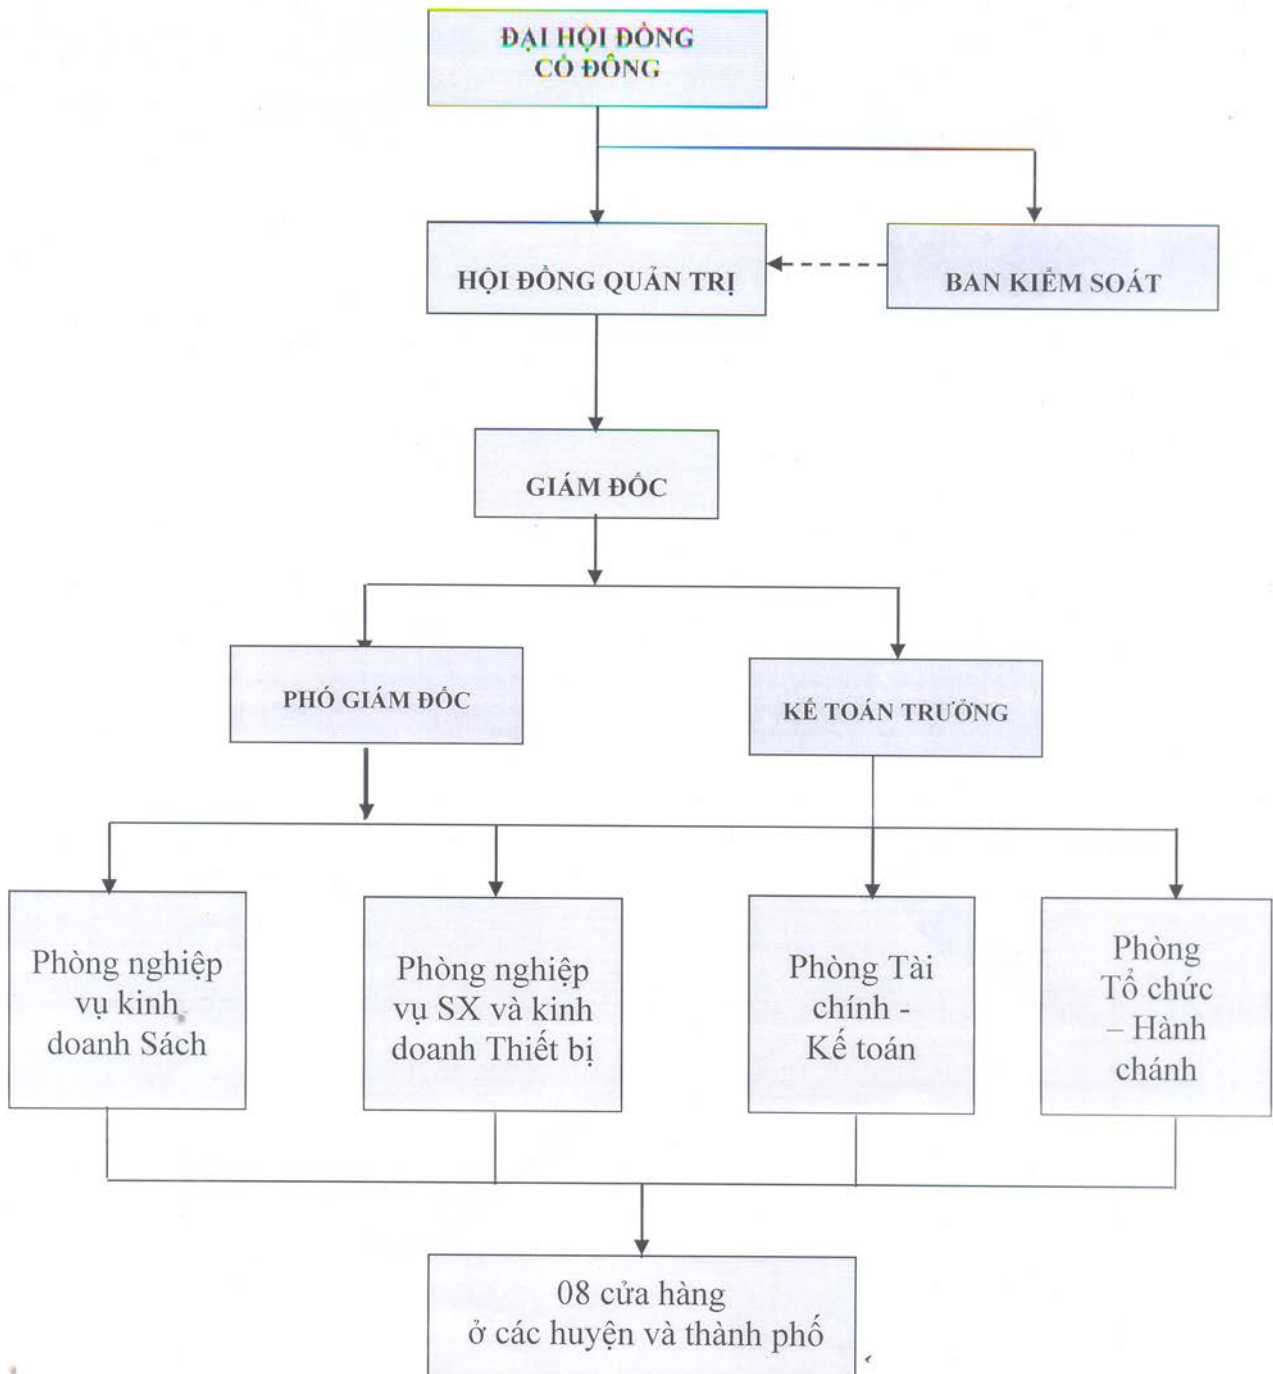 ĐẠI HỘI ĐỒNG
CỔ ĐÔNG
HỘI ĐỒNG QUẢN TRỊ
BAN KIỂM SOÁT
GIÁM ĐỐC
PHÓ GIÁM ĐỐC
KẾ TOÁN TRƯỞNG
Phòng nghiệp
vụ kinh
doanh Sách
Phòng nghiệp
vụ SX và kinh
doanh Thiết bị
Phòng Tài
chính -
Kế toán
Phòng
Tổ chức
– Hành
chánh
08 cửa hàng
ở các huyện và thành phố